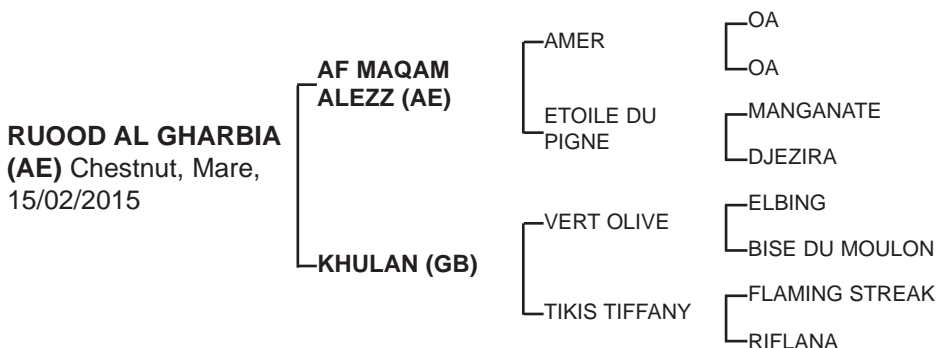 RUOOD AL GHARBIA
(AE) Chestnut, Mare,
15/02/2015
AF MAQAM
ALEZZ (AE)
KHULAN (GB)
AMER
ETOILE DU
PIGNE
VERT OLIVE
TIKIS TIFFANY
OA
OA
MANGANATE
DJEZIRA
ELBING
BISE DU MOULON
FLAMING STREAK
RIFLANA